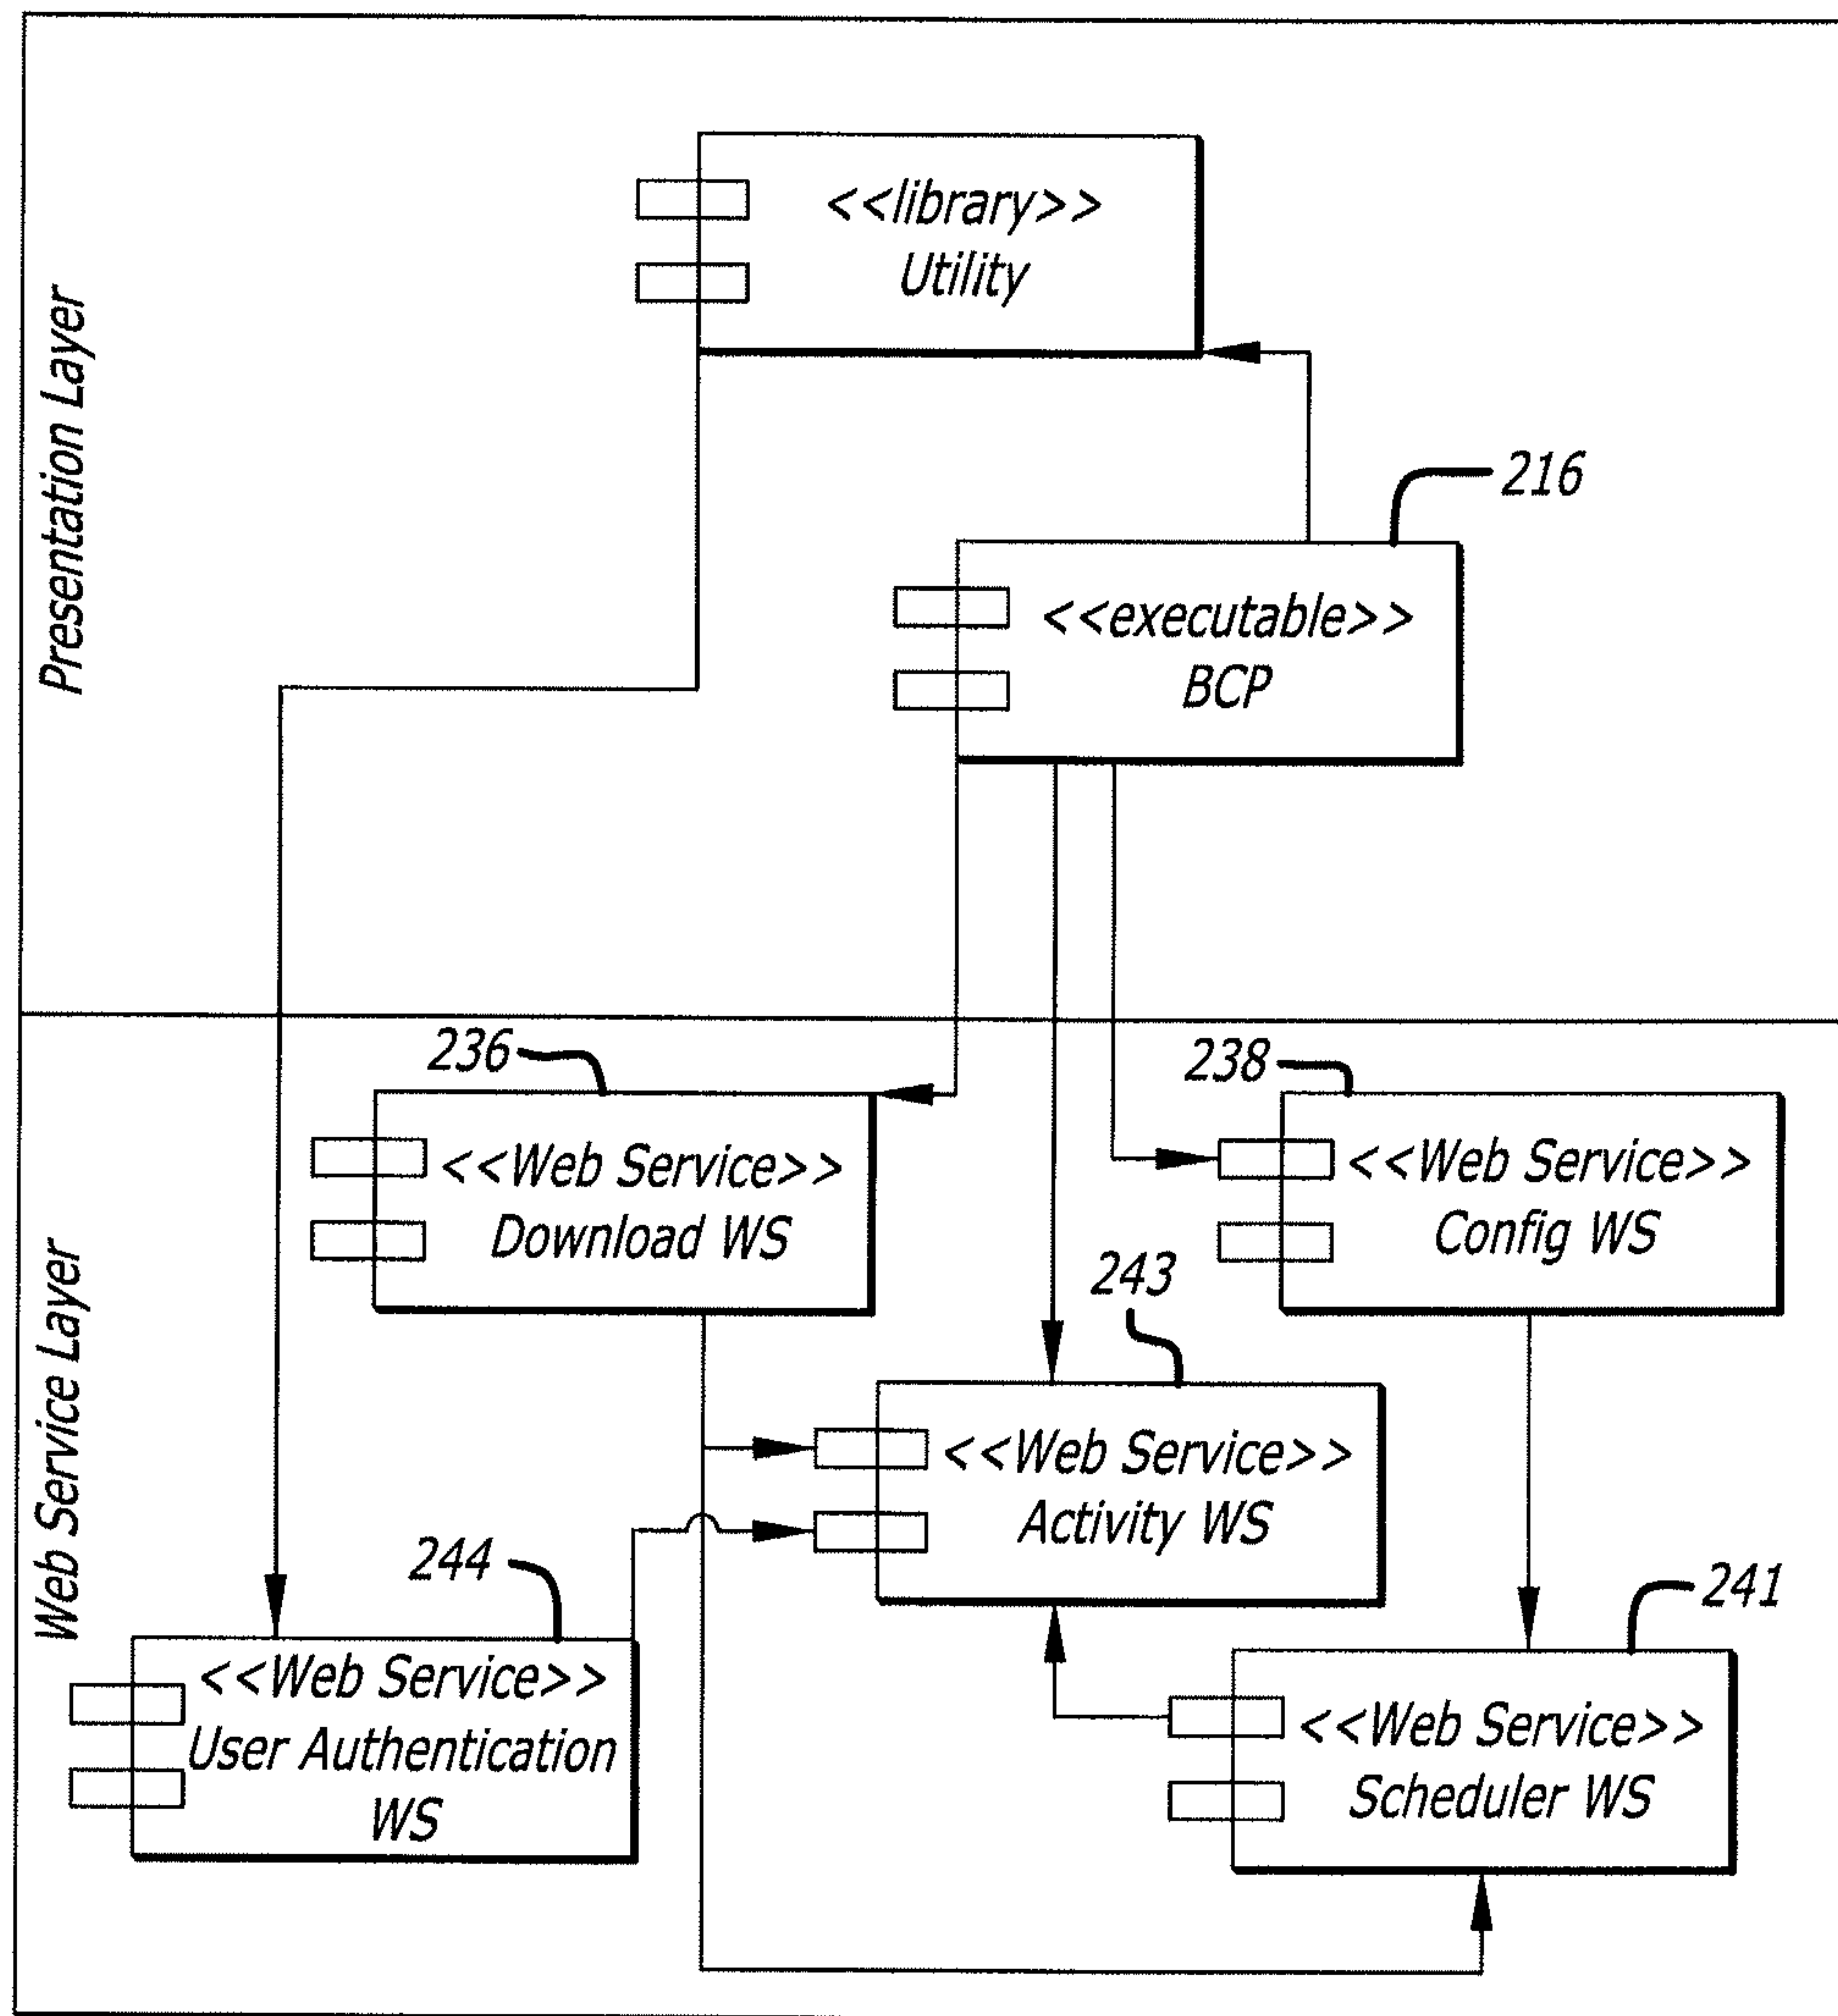 Presentation Layer
<<library>>
Utility
216
<<executable>>
BCP
Web Service Layer
236
<<Web Service>>
Download WS
238
<<Web Service>>
Config WS
243
<<Web Service>>
Activity WS
244
<<Web Service>>
User Authentication
WS
241
<<Web Service>>
Scheduler WS